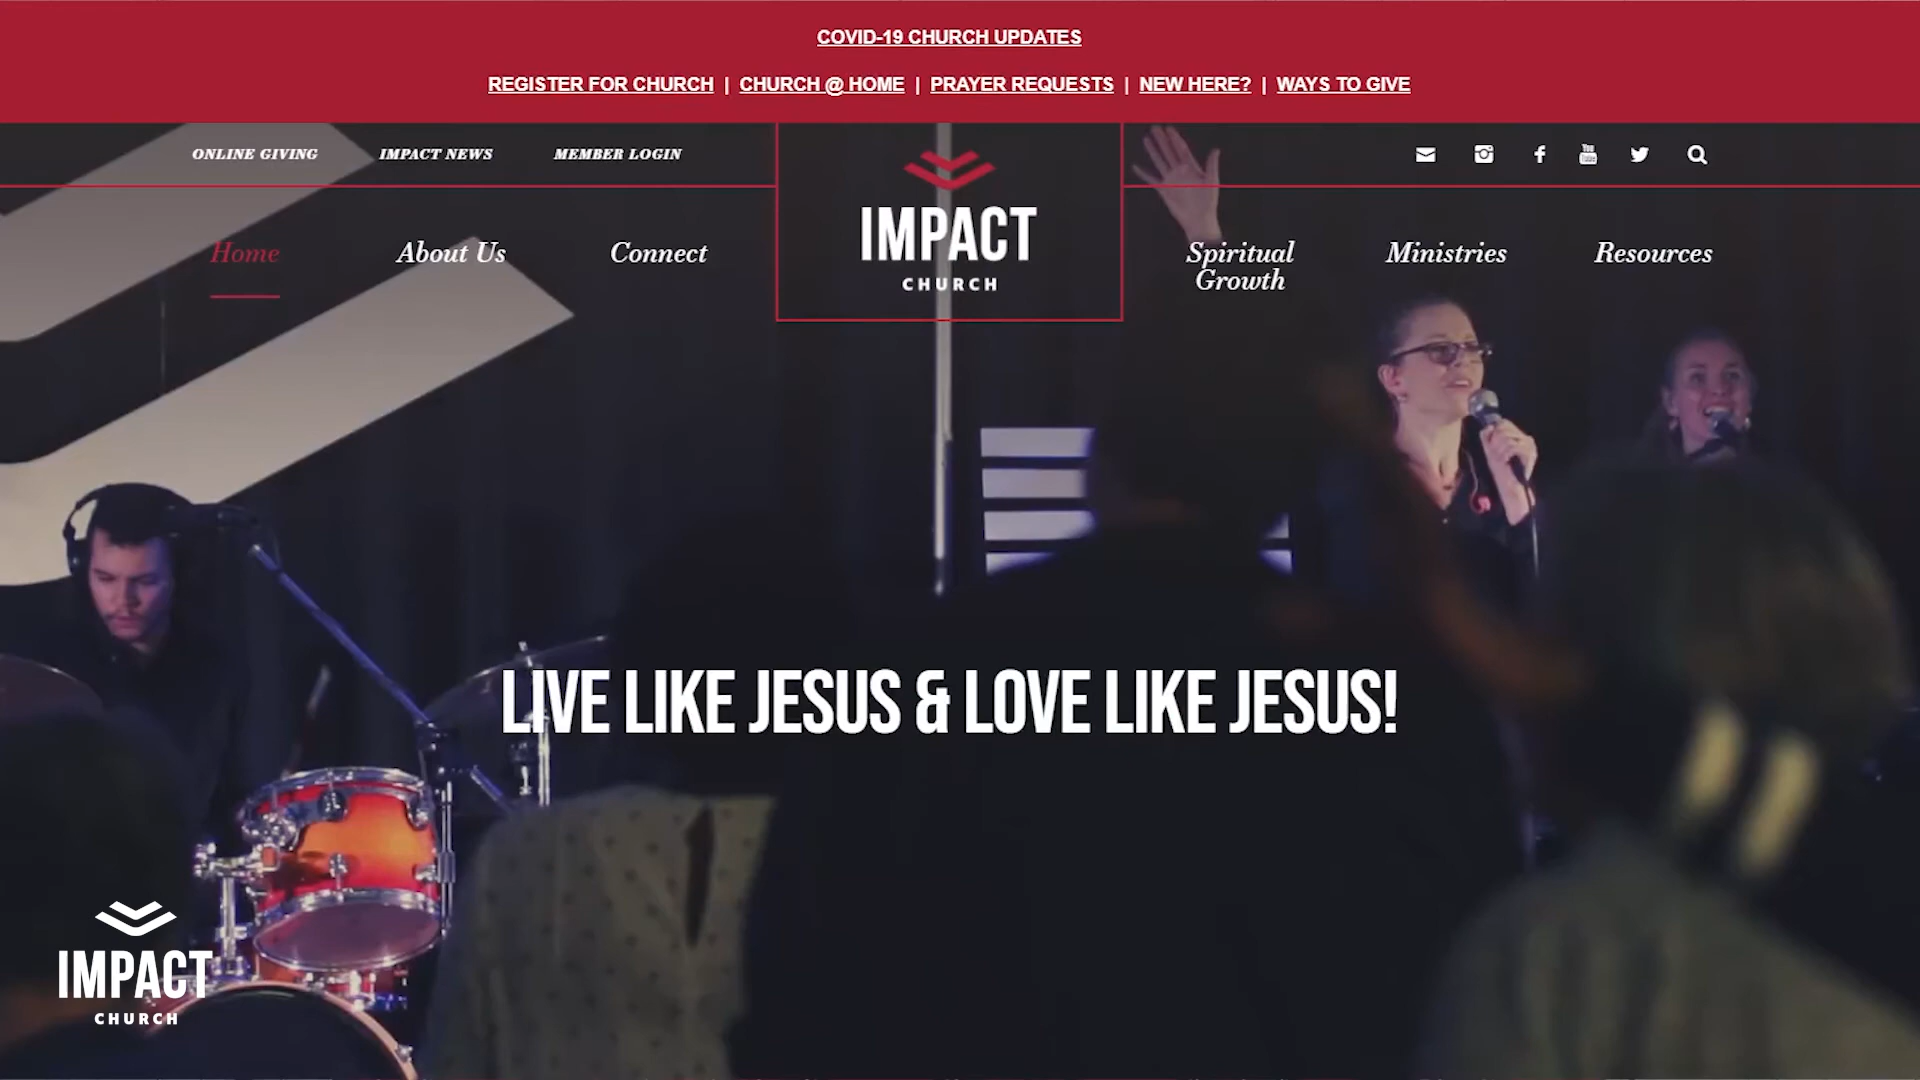 COVID-19 CHURCH UPDATES
REGISTER FOR CHURCH | CHURCH @ HOME | PRAYER REQUESTS | NEW HERE? | WAYS TO GIVE
ONLINE GIVING IMPACT NEWS MEMBER LOGIN
You Tube
IMPACT
CHURCH
Home About Us Connect Spiritual Growth Ministries Resources
LIVE LIKE JESUS & LOVE LIKE JESUS!
IMPACT
CHURCH